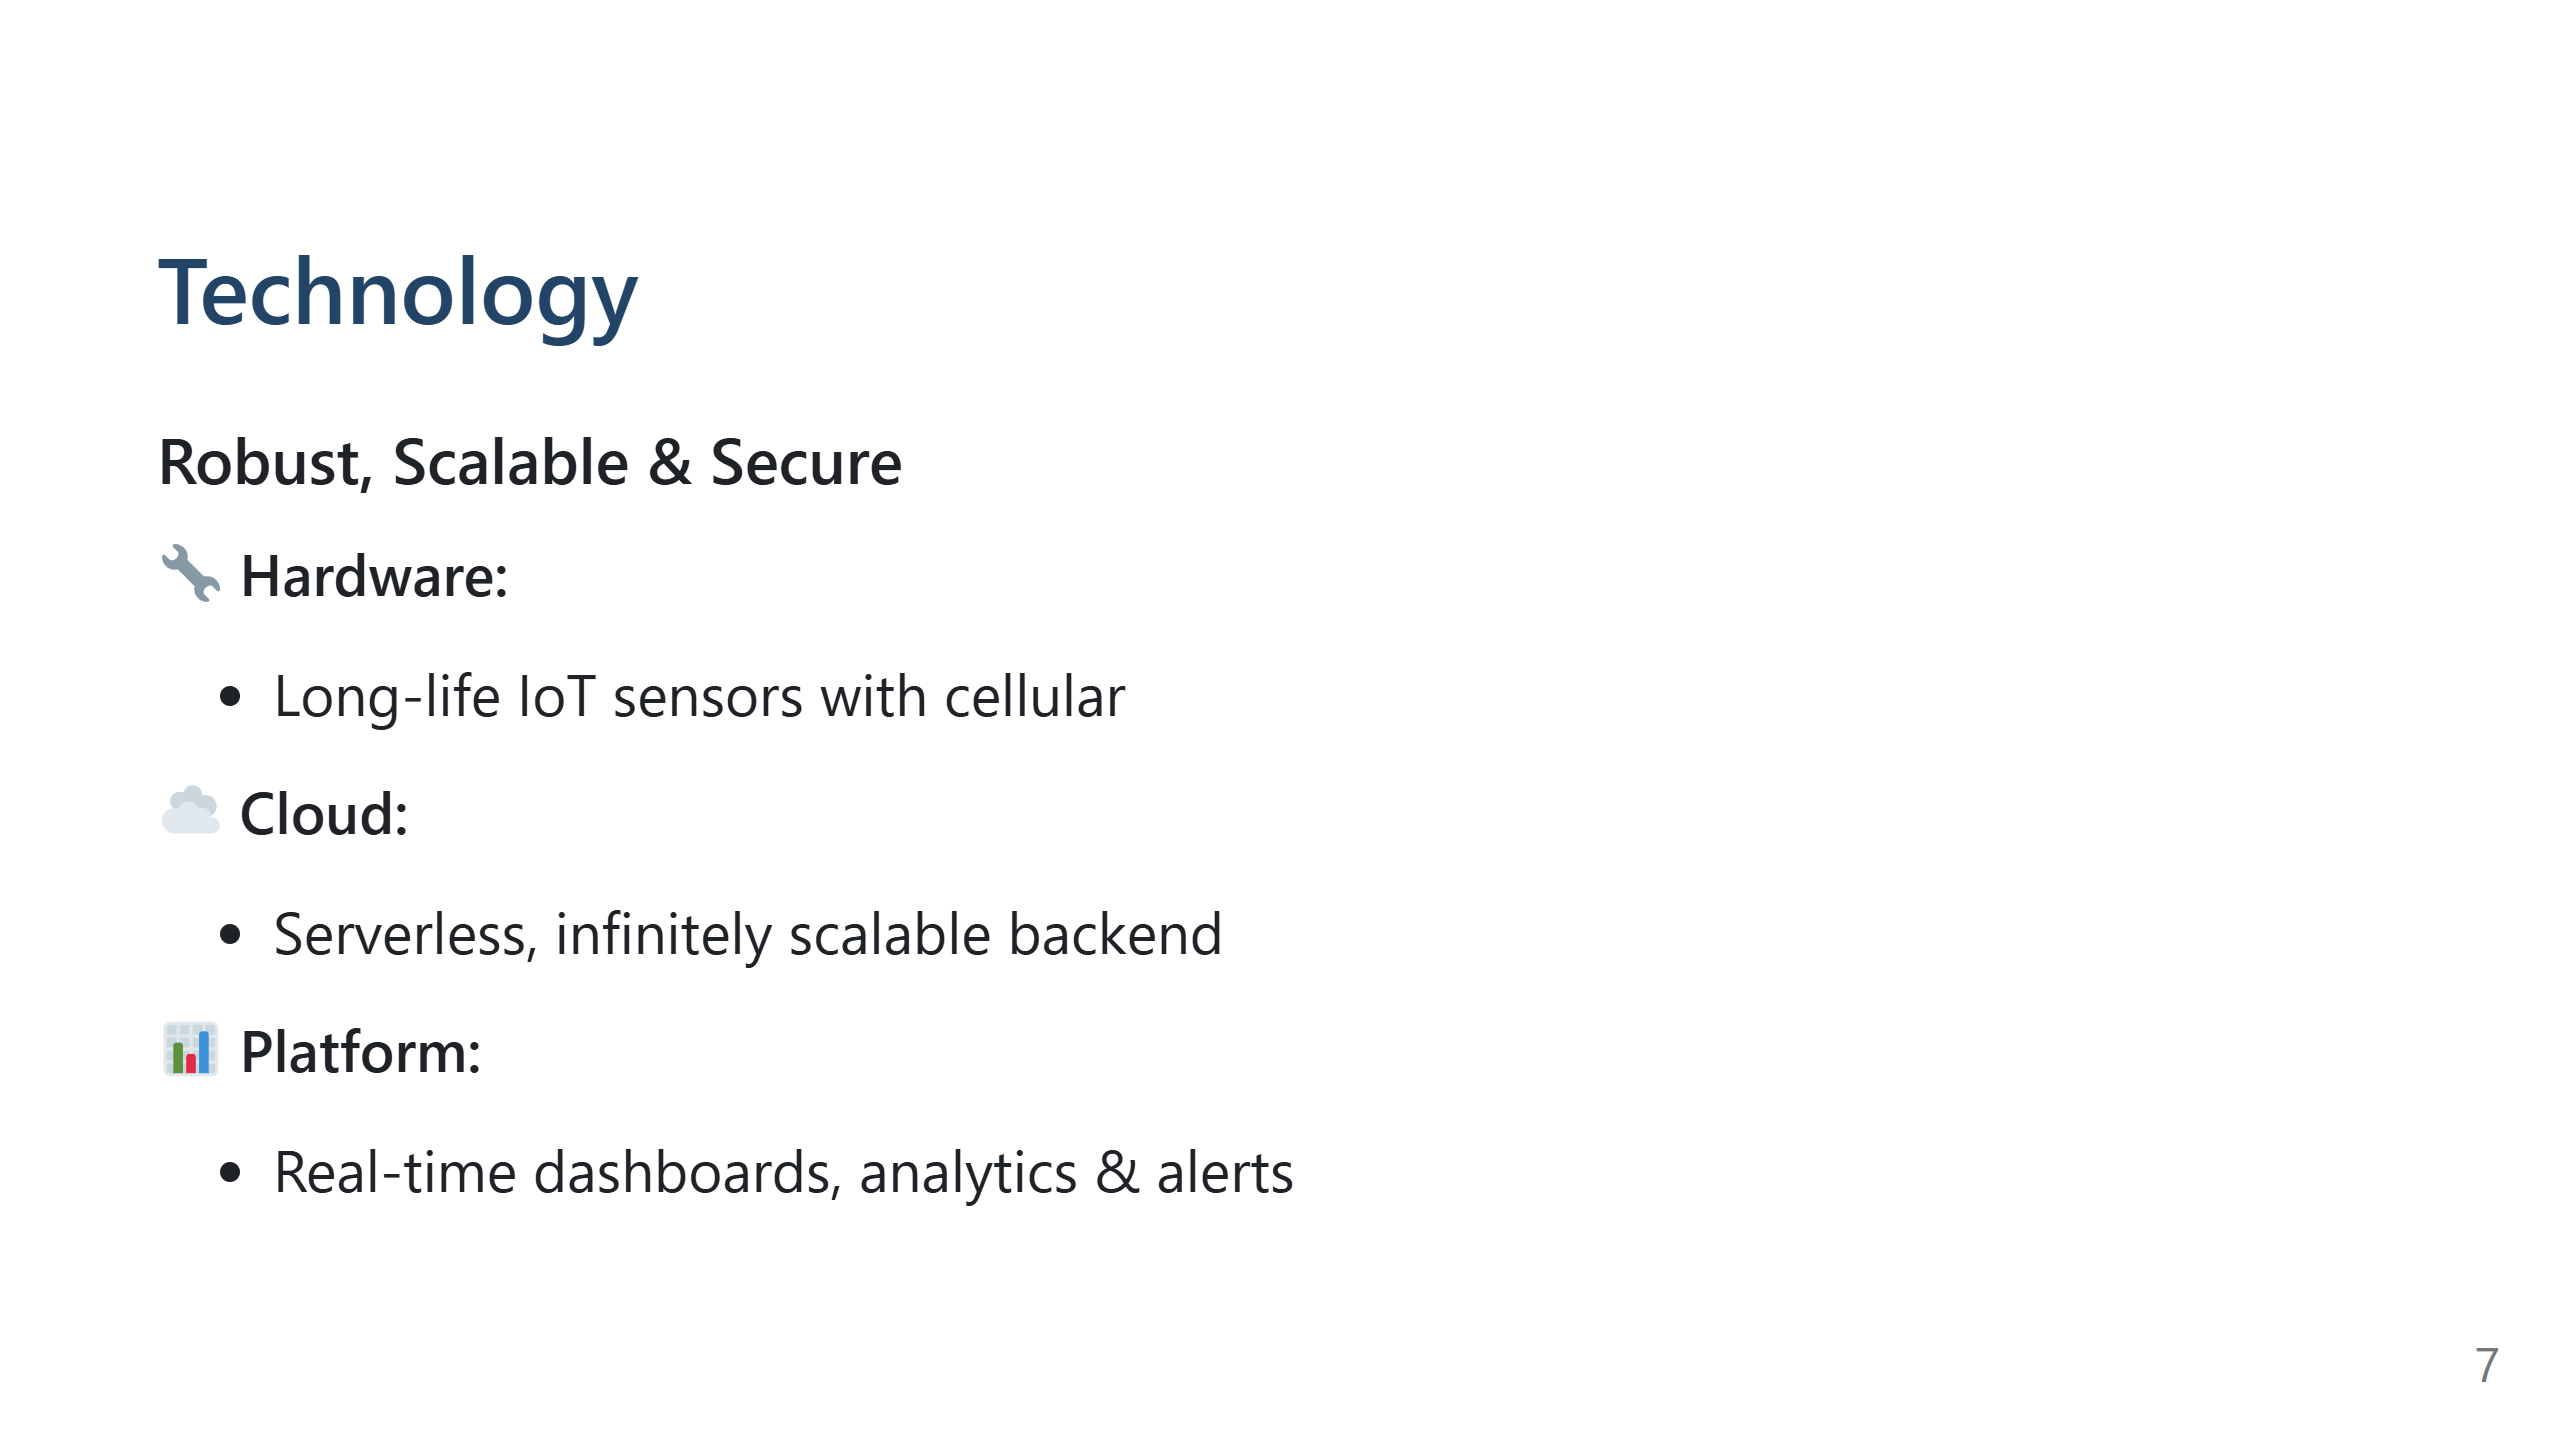 Technology
Robust, Scalable & Secure
Hardware:
Long-life IoT sensors with cellular
Cloud:
Serverless, infinitely scalable backend
Platform:
Real-time dashboards, analytics & alerts
7